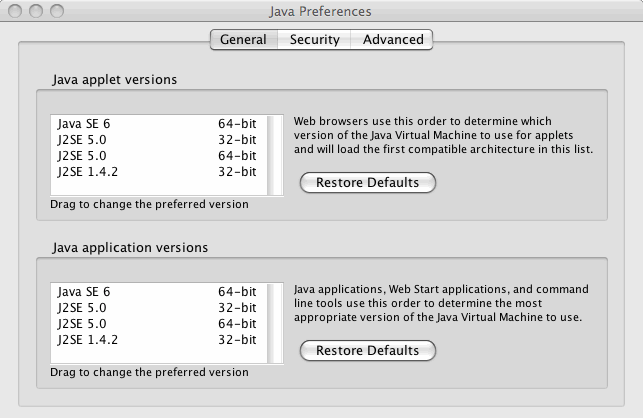 Java Preferences
General Security Advanced
Java applet versions
Java SE 6 64-bit
J2SE 5.0 32-bit
J2SE 5.0 64-bit
J2SE 1.4.2 32-bit
Drag to change the preferred version
Web browsers use this order to determine which
version of the Java Virtual Machine to use for applets
and will load the first compatible architecture in this list.
Restore Defaults
Java application versions
Java SE 6 64-bit
J2SE 5.0 32-bit
J2SE 5.0 64-bit
J2SE 1.4.2 32-bit
Drag to change the preferred version
Java applications, Web Start applications, and command
line tools use this order to determine the most
appropriate version of the Java Virtual Machine to use.
Restore Defaults